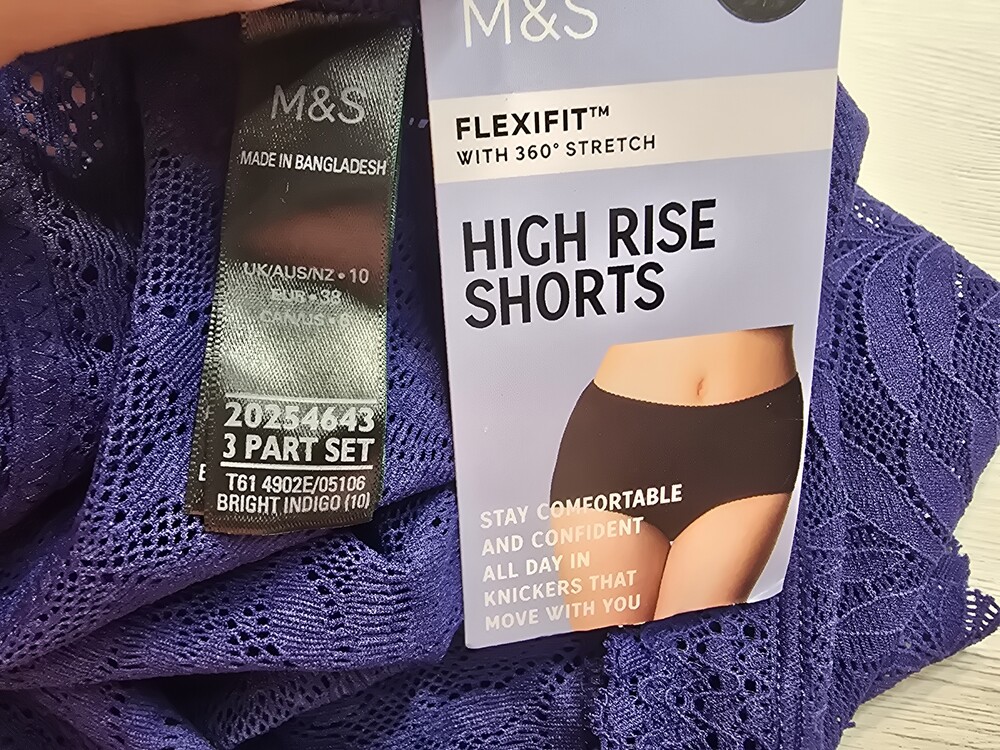 M&S
MADE IN BANGLADESH
UK/AUS/NZ • 10
EUR • 38
20254643
3 PART SET
T61 4902E/05106
BRIGHT INDIGO (10)
M&S
FLEXIFIT™
WITH 360° STRETCH
HIGH RISE
SHORTS
STAY COMFORTABLE
AND CONFIDENT
ALL DAY IN
KNICKERS THAT
MOVE WITH YOU